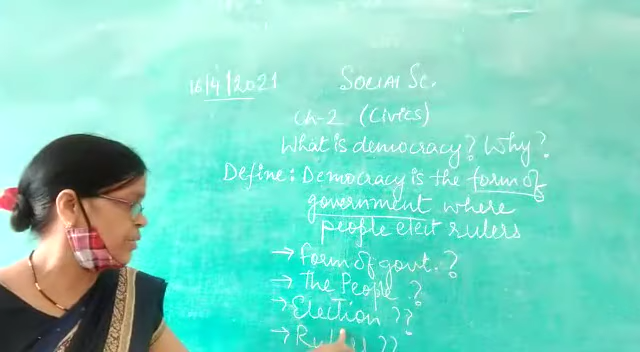 16/4/2021 Social Sc.
Ch-2 (Civics)
What is democracy? Why?
Define: Democracy is the form of
government where
people elect rulers
→ Form of govt. ?
→ The People ?
→ Election ??
→